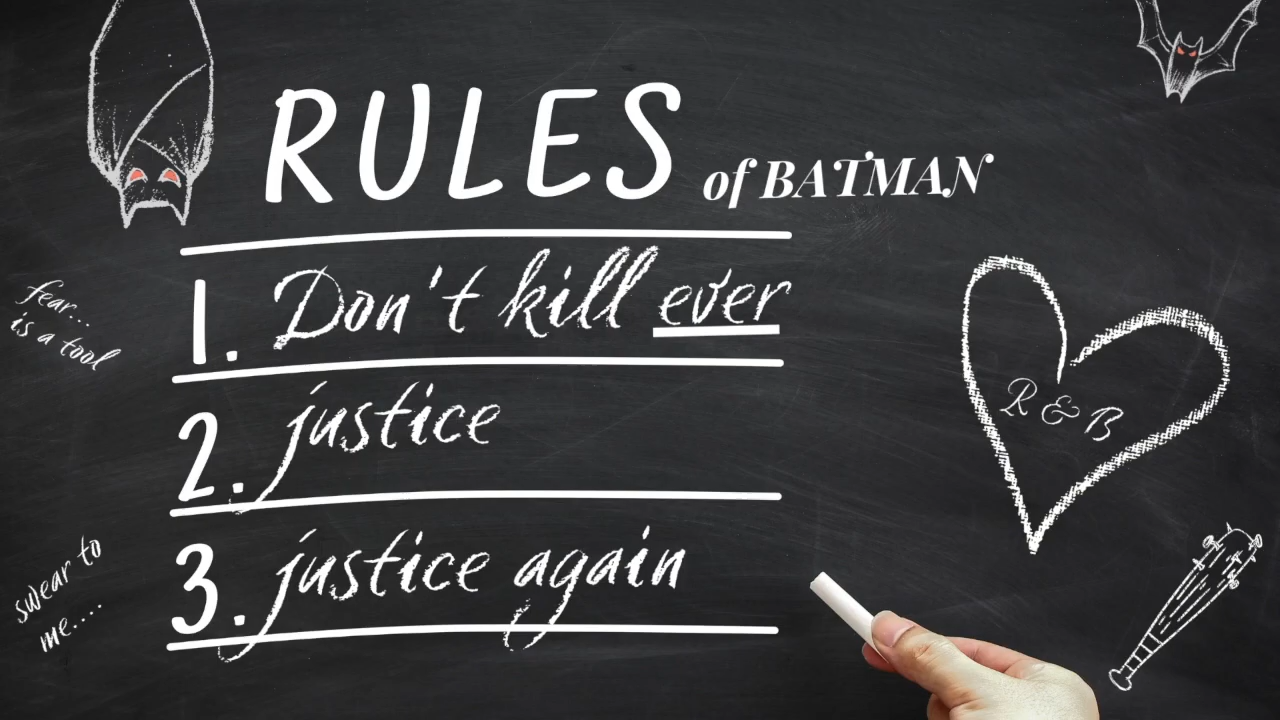 RULES of BATMAN
1. Don't kill ever
2. justice
3. justice again
fear...
is a tool
swear to
me....
R & B